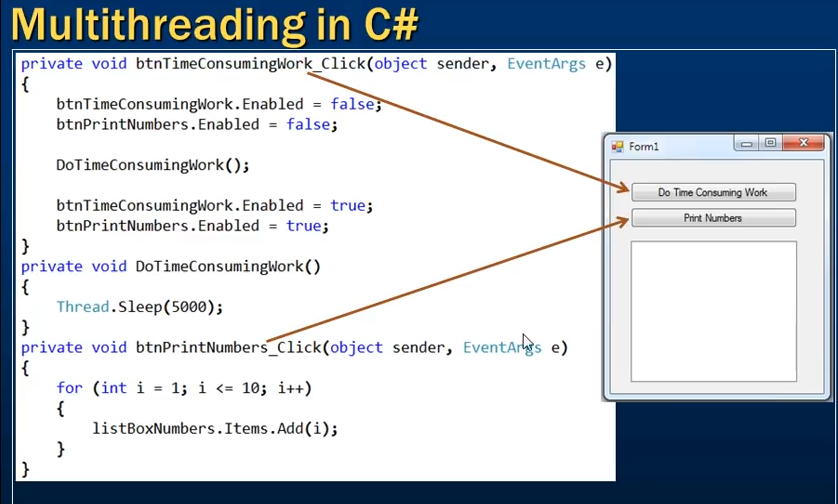 Multithreading in C#
private void btnTimeConsumingWork_Click(object sender, EventArgs e)
{
btnTimeConsumingWork.Enabled = false;
btnPrintNumbers.Enabled = false;
DoTimeConsumingWork();
btnTimeConsumingWork.Enabled = true;
btnPrintNumbers.Enabled = true;
}
private void DoTimeConsumingWork()
{
Thread.Sleep(5000);
}
private void btnPrintNumbers_Click(object sender, EventArgs e)
{
for (int i = 1; i <= 10; i++)
{
listBoxNumbers.Items.Add(i);
}
}
Form1
Do Time Consuming Work
Print Numbers